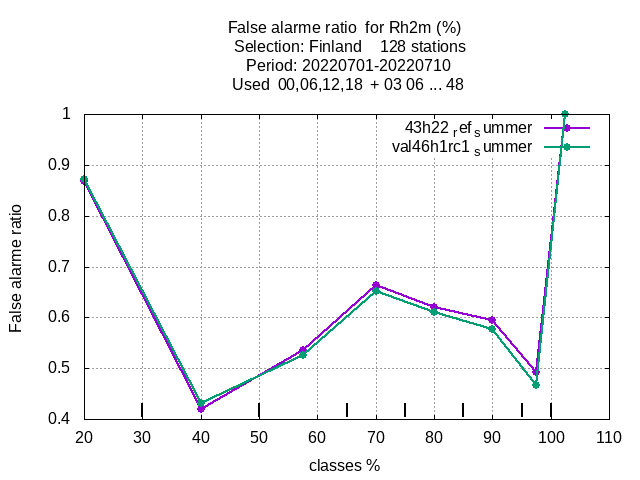 False alarme ratio  for Rh2m (%)
Selection: Finland    128 stations
Period: 20220701-20220710
Used  00,06,12,18  + 03 06 ... 48
43h22_ref_summer
val46h1rc1_summer
False alarme ratio
1
0.9
0.8
0.7
0.6
0.5
0.4
20 30 40 50 60 70 80 90 100 110
classes %